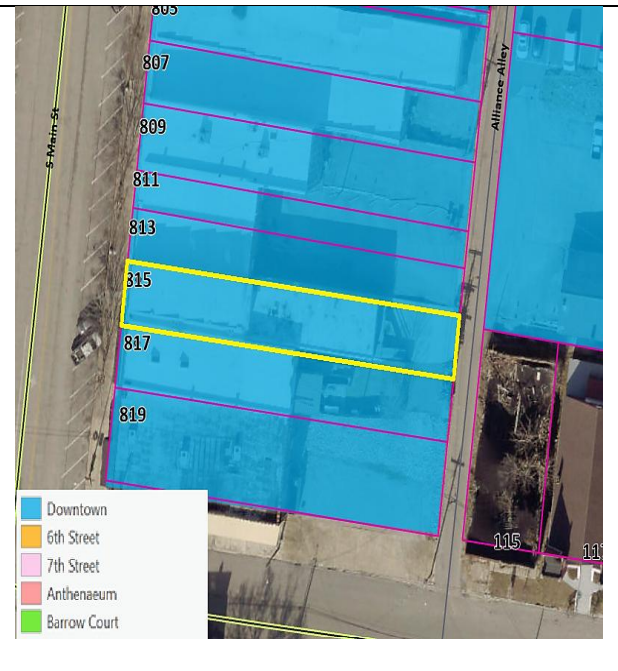 805
807
809
811
813
815
817
819
S Main St
Alliance Alley
115
Downtown
6th Street
7th Street
Anthenaeum
Barrow Court